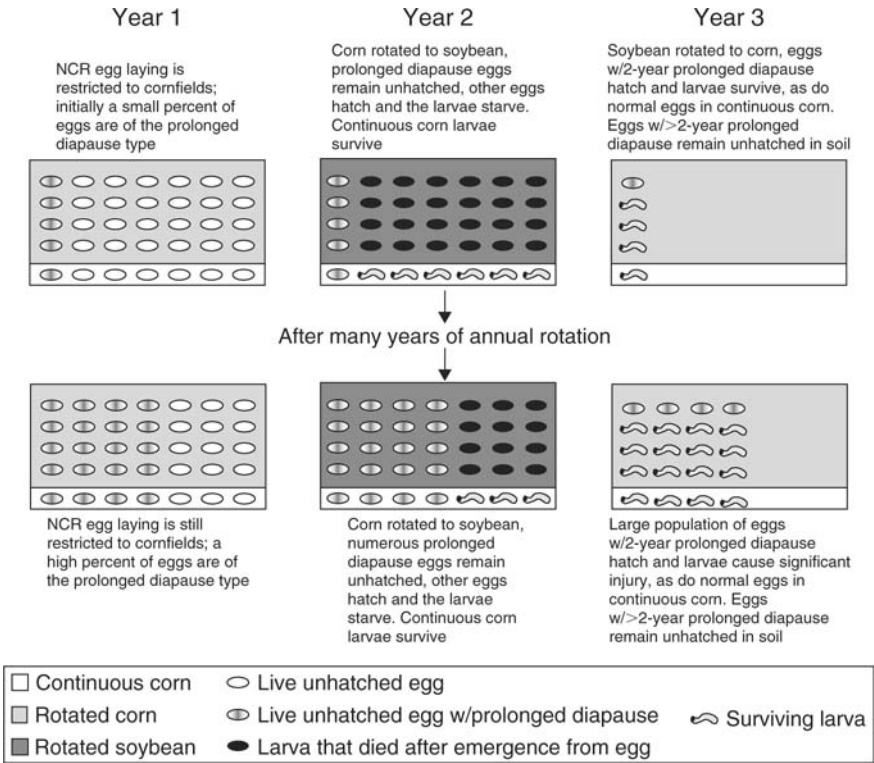 Year 1
Year 2
Year 3
NCR egg laying is
restricted to cornfields;
initially a small percent of
eggs are of the prolonged
diapause type
Corn rotated to soybean,
prolonged diapause eggs
remain unhatched, other eggs
hatch and the larvae starve.
Continuous corn larvae
survive
Soybean rotated to corn, eggs
w/2-year prolonged diapause
hatch and larvae survive, as do
normal eggs in continuous corn.
Eggs w/>2-year prolonged
diapause remain unhatched in soil
After many years of annual rotation
NCR egg laying is still
restricted to cornfields; a
high percent of eggs are of
the prolonged diapause type
Corn rotated to soybean,
numerous prolonged
diapause eggs remain
unhatched, other eggs
hatch and the larvae
starve. Continuous corn
larvae survive
Large population of eggs
w/2-year prolonged diapause
hatch and larvae cause significant
injury, as do normal eggs in
continuous corn. Eggs
w/>2-year prolonged diapause
remain unhatched in soil
Continuous corn
Rotated corn
Rotated soybean
Live unhatched egg
Live unhatched egg w/prolonged diapause
Larva that died after emergence from egg
Surviving larva